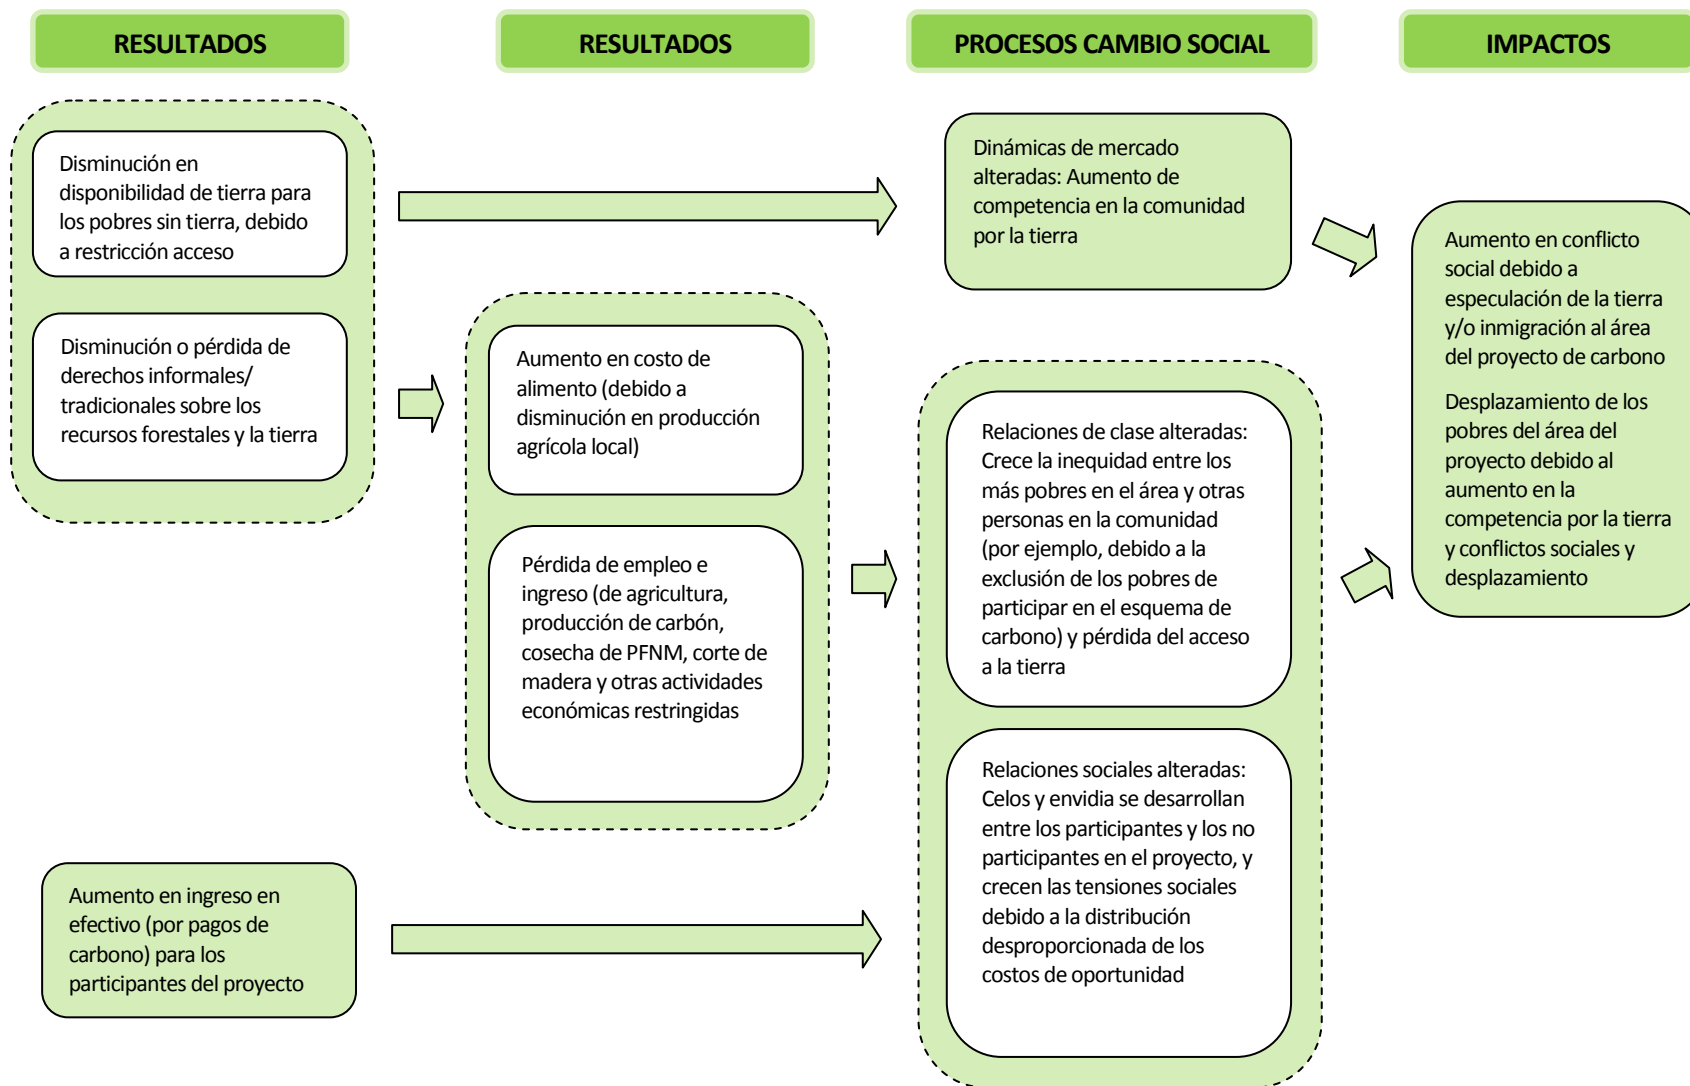 RESULTADOS
RESULTADOS
PROCESOS CAMBIO SOCIAL
IMPACTOS
Disminución en
disponibilidad de tierra para
los pobres sin tierra, debido
a restricción acceso
Disminución o pérdida de
derechos informales/
tradicionales sobre los
recursos forestales y la tierra
Aumento en ingreso en
efectivo (por pagos de
carbono) para los
participantes del proyecto
Aumento en costo de
alimento (debido a
disminución en producción
agrícola local)
Pérdida de empleo e
ingreso (de agricultura,
producción de carbón,
cosecha de PFNM, corte de
madera y otras actividades
económicas restringidas
Dinámicas de mercado
alteradas: Aumento de
competencia en la comunidad
por la tierra
Relaciones de clase alteradas:
Crece la inequidad entre los
más pobres en el área y otras
personas en la comunidad
(por ejemplo, debido a la
exclusión de los pobres de
participar en el esquema de
carbono) y pérdida del acceso
a la tierra
Relaciones sociales alteradas:
Celos y envidia se desarrollan
entre los participantes y los no
participantes en el proyecto, y
crecen las tensiones sociales
debido a la distribución
desproporcionada de los
costos de oportunidad
Aumento en conflicto
social debido a
especulación de la tierra
y/o inmigración al área
del proyecto de carbono
Desplazamiento de los
pobres del área del
proyecto debido al
aumento en la
competencia por la tierra
y conflictos sociales y
desplazamiento